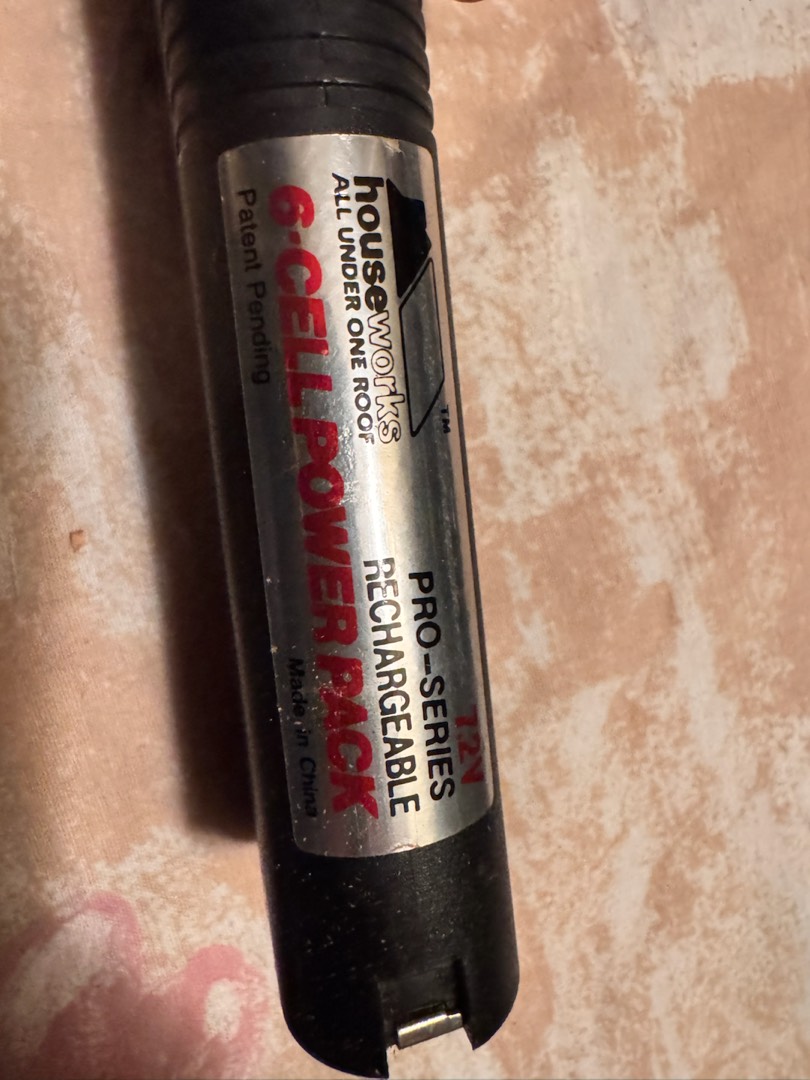 TM
houseworks
ALL UNDER ONE ROOF
7.2V
PRO-SERIES
RECHARGEABLE
6-CELL POWER PACK
Patent Pending
Made in China